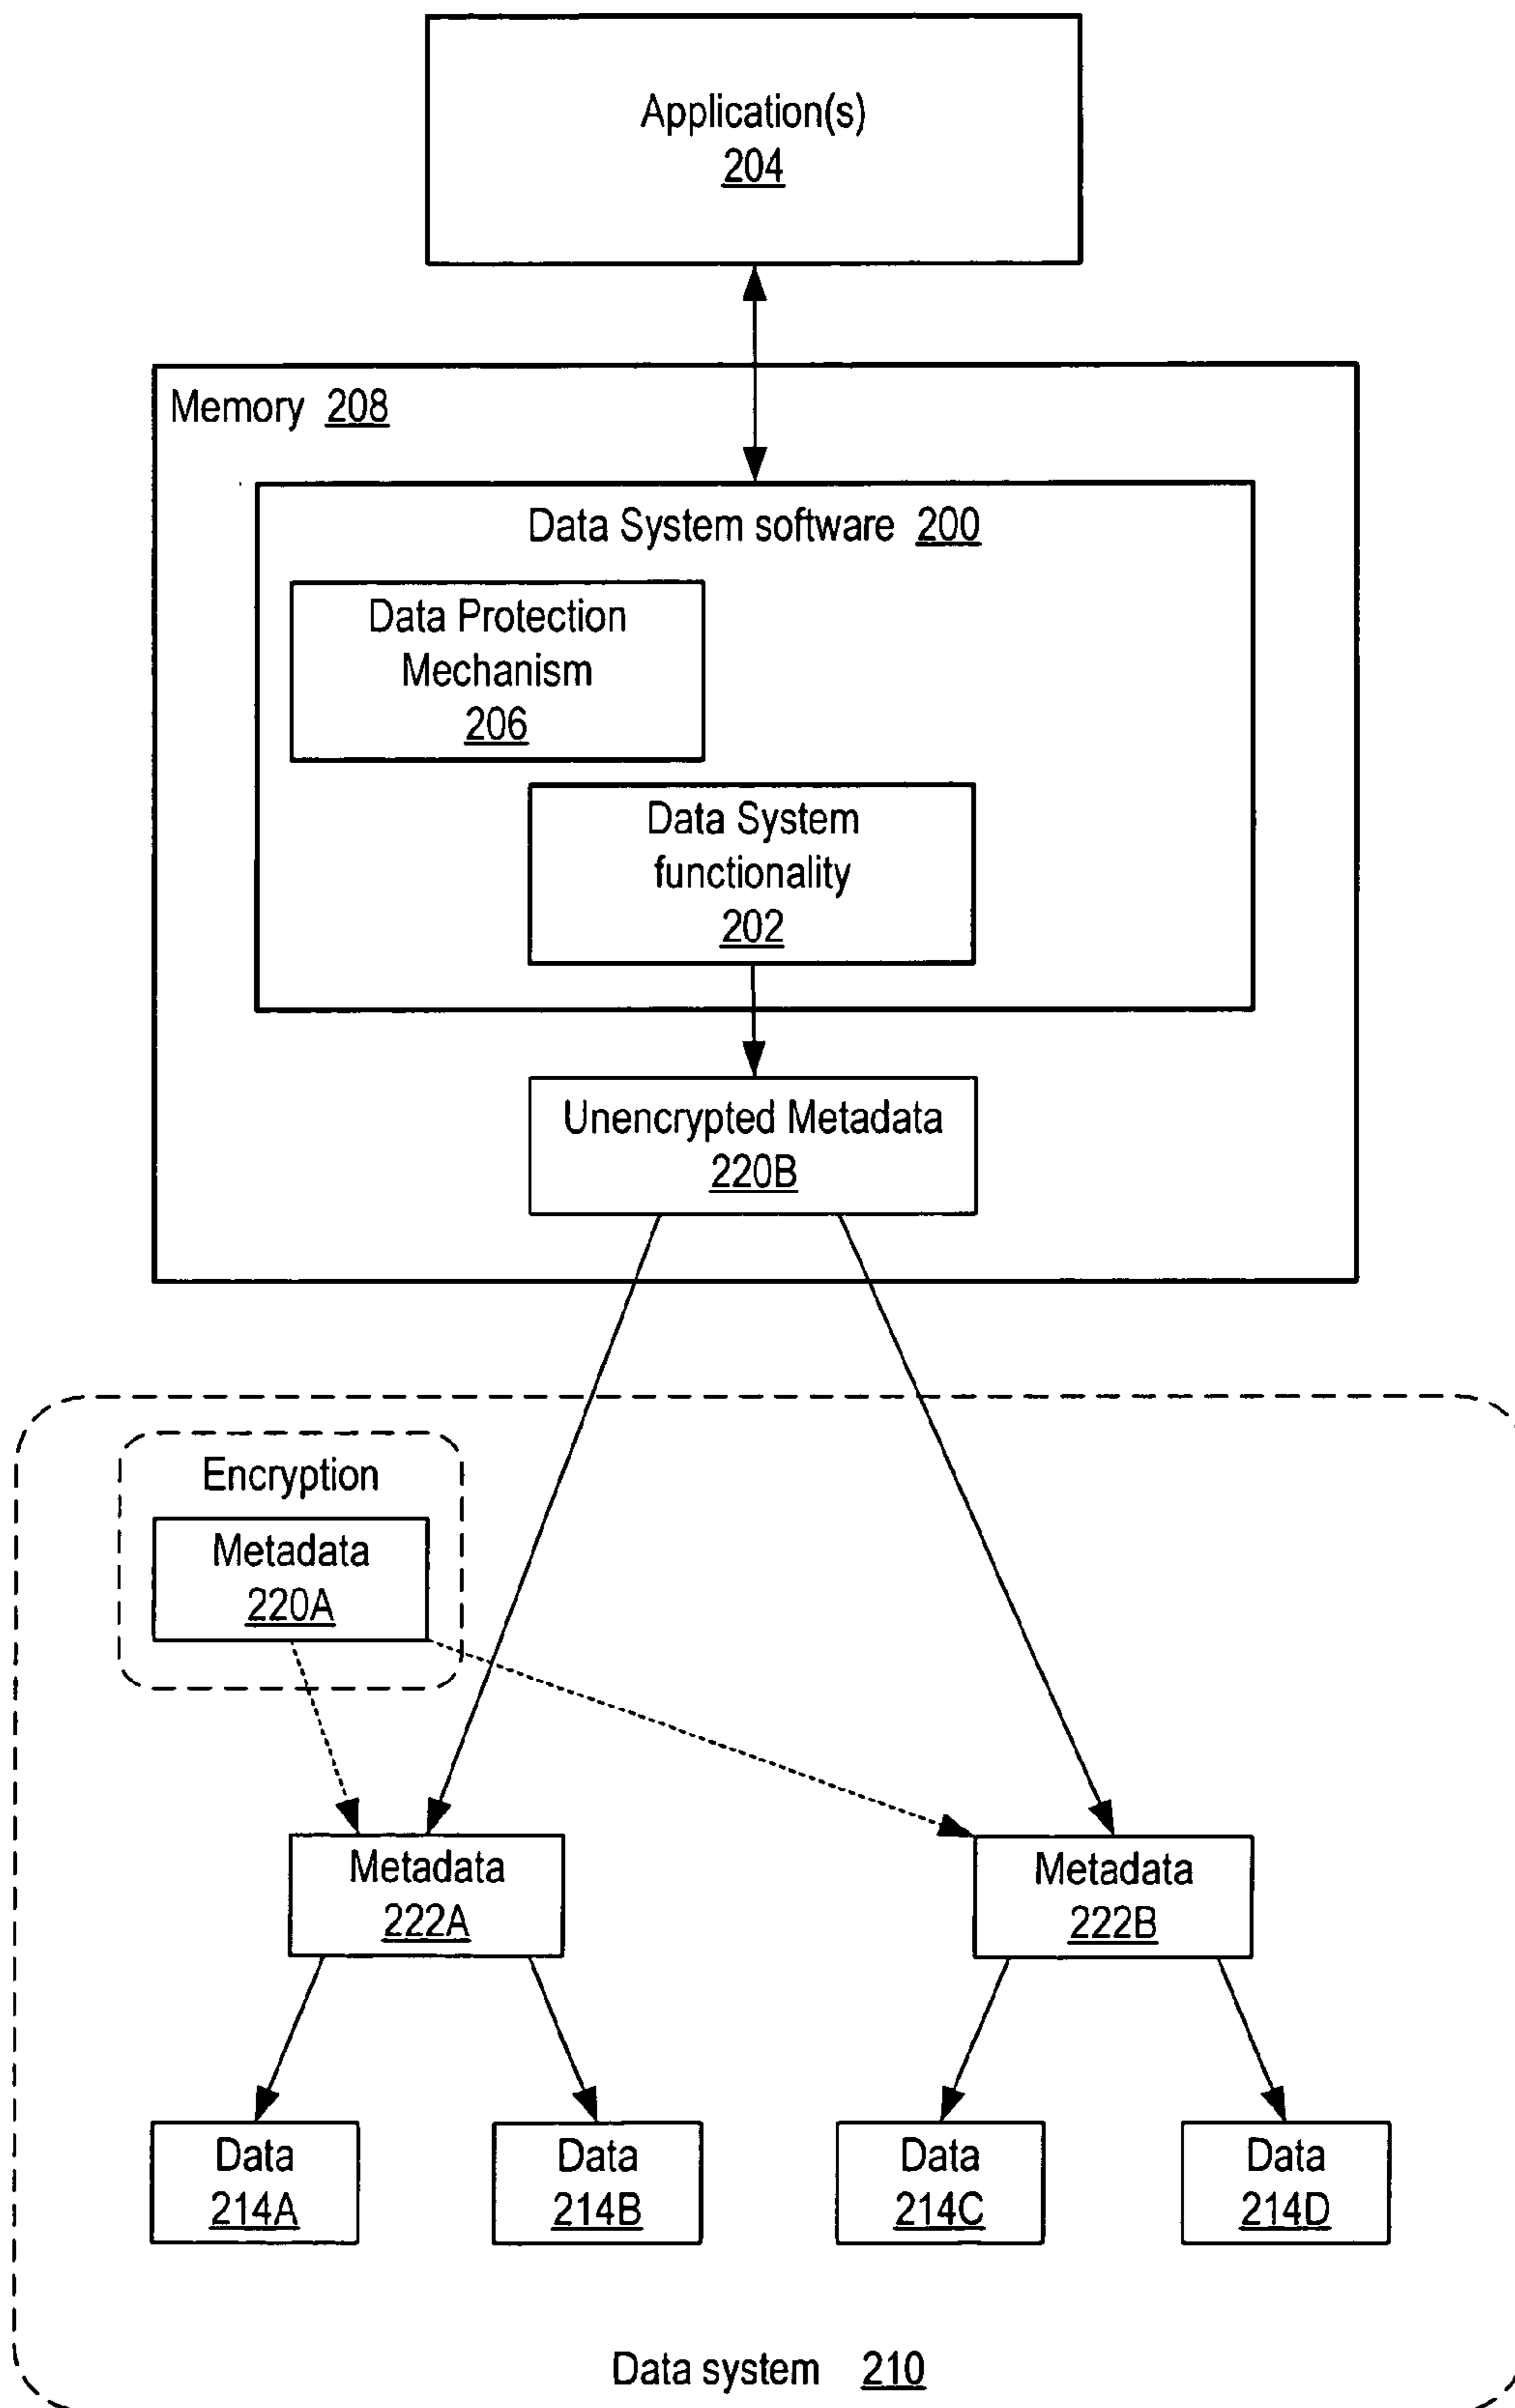 Application(s)
204
Memory 208
Data System software 200
Data Protection
Mechanism
206
Data System
functionality
202
Unencrypted Metadata
220B
Encryption
Metadata
220A
Metadata
222A
Metadata
222B
Data
214A
Data
214B
Data
214C
Data
214D
Data system 210